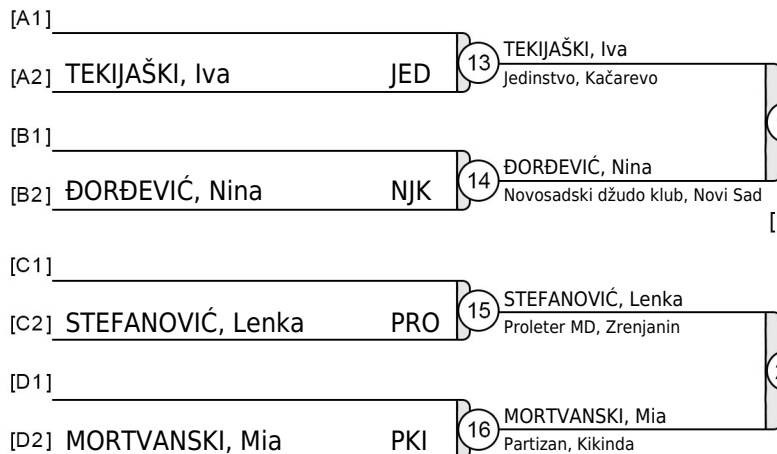 [A1]
[A2] TEKIJAŠKI, Iva JED
13
TEKIJAŠKI, Iva
Jedinstvo, Kačarevo
[B1]
[B2] ĐORĐEVIĆ, Nina NJK
14
ĐORĐEVIĆ, Nina
Novosadski džudo klub, Novi Sad
[
[C1]
[C2] STEFANOVIĆ, Lenka PRO
15
STEFANOVIĆ, Lenka
Proleter MD, Zrenjanin
[D1]
[D2] MORTVANSKI, Mia PKI
16
MORTVANSKI, Mia
Partizan, Kikinda